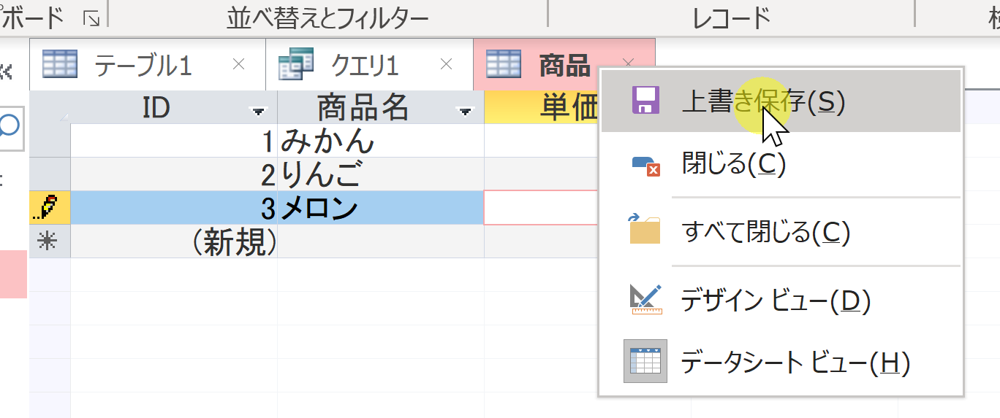 ボード
並べ替えとフィルター
レコード
テーブル1
クエリ1
商品
ID
商品名
単価
1 みかん
2 りんご
3 メロン
(新規)
上書き保存(S)
閉じる(C)
すべて閉じる(C)
デザイン ビュー(D)
データシート ビュー(H)